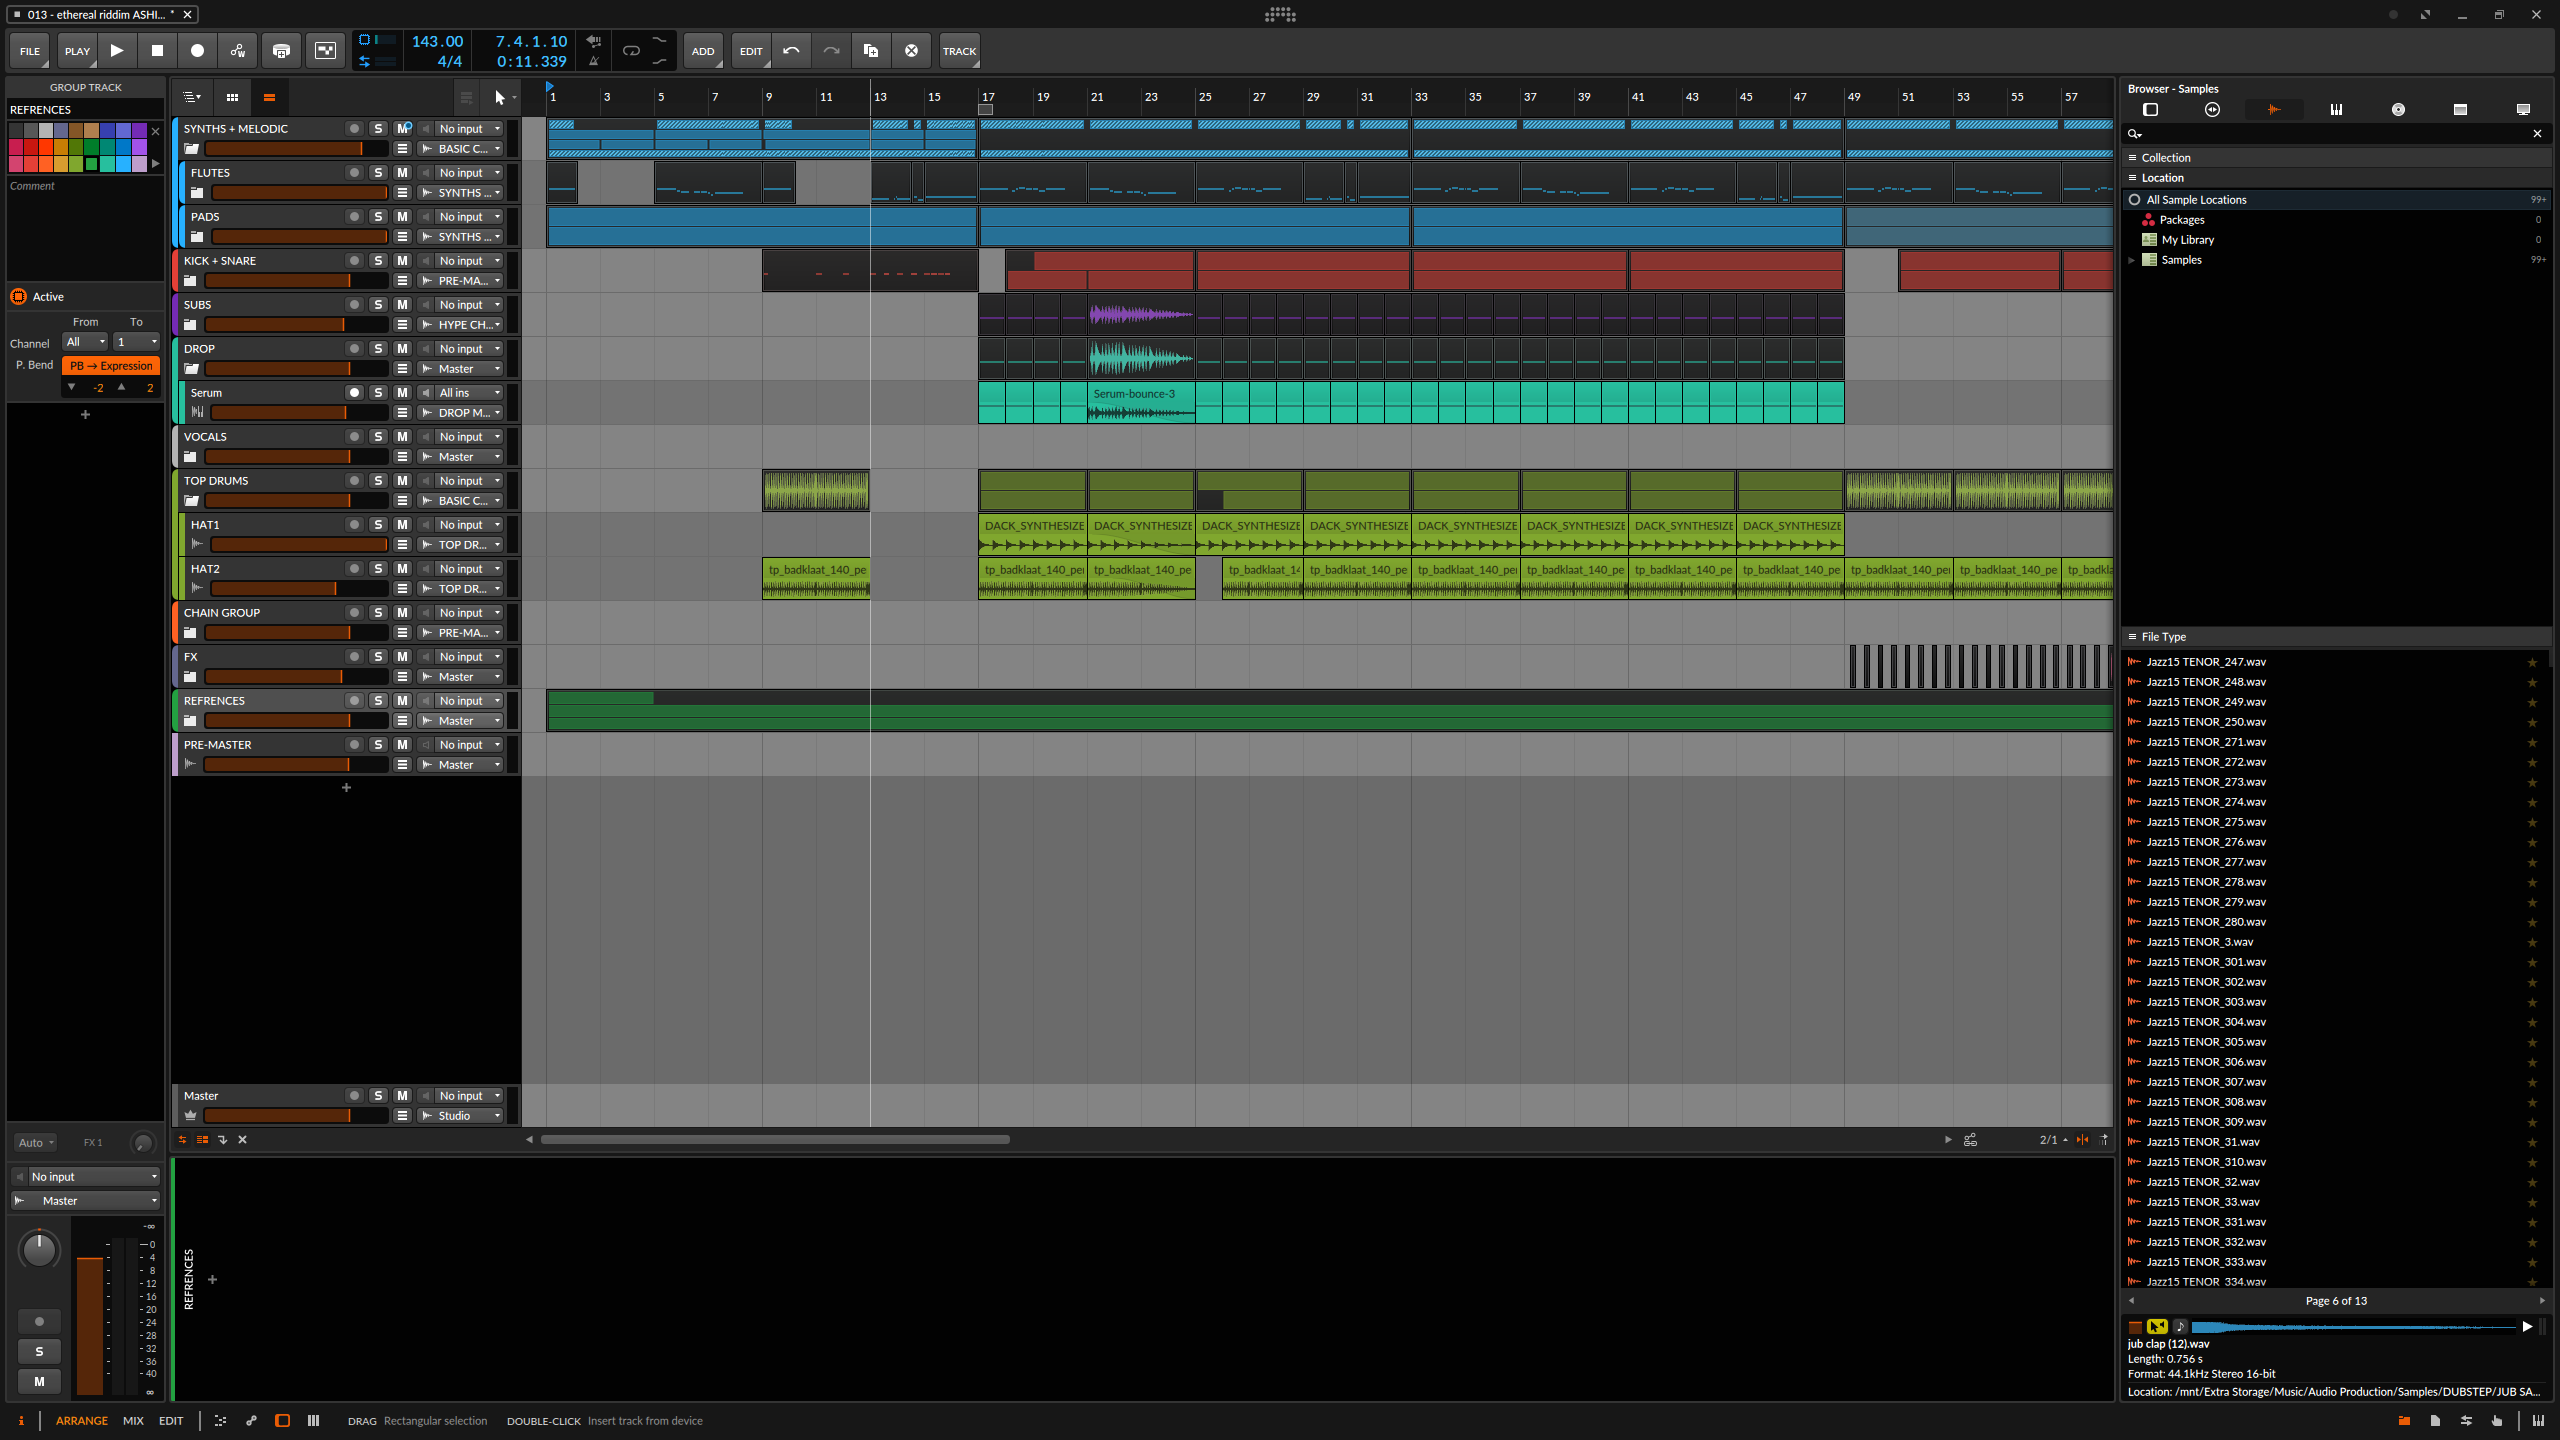 013 - ethereal riddim ASHI... *
FILE
PLAY
143.00
4/4
7.4.1.10
0:11.339
ADD
EDIT
TRACK
GROUP TRACK
REFRENCES
Comment
Active
From To
Channel All 1
P. Bend PB → Expression
-2 2
Auto FX 1
No input
Master
-∞
0
4
8
12
16
20
24
28
32
36
40
∞
S
M
1 3 5 7 9 11 13 15 17 19 21 23 25 27 29 31 33 35 37 39 41 43 45 47 49 51 53 55 57
SYNTHS + MELODIC S M No input
BASIC C...
FLUTES S M No input
SYNTHS ...
PADS S M No input
SYNTHS ...
KICK + SNARE S M No input
PRE-MA...
SUBS S M No input
HYPE CH...
DROP S M No input
Master
Serum S M All ins
DROP M...
Serum-bounce-3
VOCALS S M No input
Master
TOP DRUMS S M No input
BASIC C...
HAT1 S M No input
TOP DR...
DACK_SYNTHESIZE DACK_SYNTHESIZE DACK_SYNTHESIZE DACK_SYNTHESIZE DACK_SYNTHESIZE DACK_SYNTHESIZE DACK_SYNTHESIZE DACK_SYNTHESIZE
HAT2 S M No input
TOP DR...
tp_badklaat_140_pe tp_badklaat_140_pe tp_badklaat_140_pe tp_badklaat_14 tp_badklaat_140_pe tp_badklaat_140_pe tp_badklaat_140_pe tp_badklaat_140_pe tp_badklaat_140_pe tp_badklaat_140_pe tp_badklaat_140_pe tp_badkla
CHAIN GROUP S M No input
PRE-MA...
FX S M No input
Master
REFRENCES S M No input
Master
PRE-MASTER S M No input
Master
Master S M No input
Studio
2/1
REFRENCES
Browser - Samples
Collection
Location
All Sample Locations 99+
Packages 0
My Library 0
Samples 99+
File Type
Jazz15 TENOR_247.wav
Jazz15 TENOR_248.wav
Jazz15 TENOR_249.wav
Jazz15 TENOR_250.wav
Jazz15 TENOR_271.wav
Jazz15 TENOR_272.wav
Jazz15 TENOR_273.wav
Jazz15 TENOR_274.wav
Jazz15 TENOR_275.wav
Jazz15 TENOR_276.wav
Jazz15 TENOR_277.wav
Jazz15 TENOR_278.wav
Jazz15 TENOR_279.wav
Jazz15 TENOR_280.wav
Jazz15 TENOR_3.wav
Jazz15 TENOR_301.wav
Jazz15 TENOR_302.wav
Jazz15 TENOR_303.wav
Jazz15 TENOR_304.wav
Jazz15 TENOR_305.wav
Jazz15 TENOR_306.wav
Jazz15 TENOR_307.wav
Jazz15 TENOR_308.wav
Jazz15 TENOR_309.wav
Jazz15 TENOR_31.wav
Jazz15 TENOR_310.wav
Jazz15 TENOR_32.wav
Jazz15 TENOR_33.wav
Jazz15 TENOR_331.wav
Jazz15 TENOR_332.wav
Jazz15 TENOR_333.wav
Jazz15 TENOR_334.wav
Page 6 of 13
jub clap (12).wav
Length: 0.756 s
Format: 44.1kHz Stereo 16-bit
Location: /mnt/Extra Storage/Music/Audio Production/Samples/DUBSTEP/JUB SA...
i ARRANGE MIX EDIT DRAG Rectangular selection DOUBLE-CLICK Insert track from device